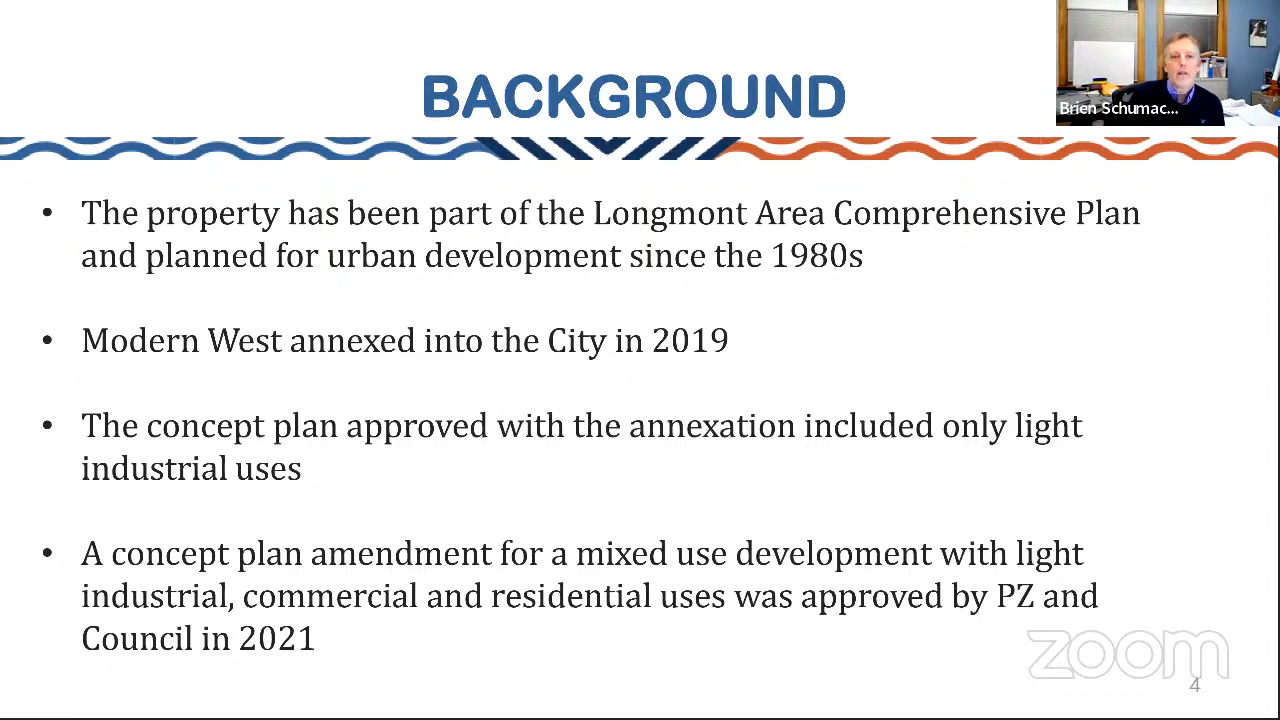 BACKGROUND
Brien Schumac...
• The property has been part of the Longmont Area Comprehensive Plan
and planned for urban development since the 1980s
• Modern West annexed into the City in 2019
• The concept plan approved with the annexation included only light
industrial uses
• A concept plan amendment for a mixed use development with light
industrial, commercial and residential uses was approved by PZ and
Council in 2021
zoom
4